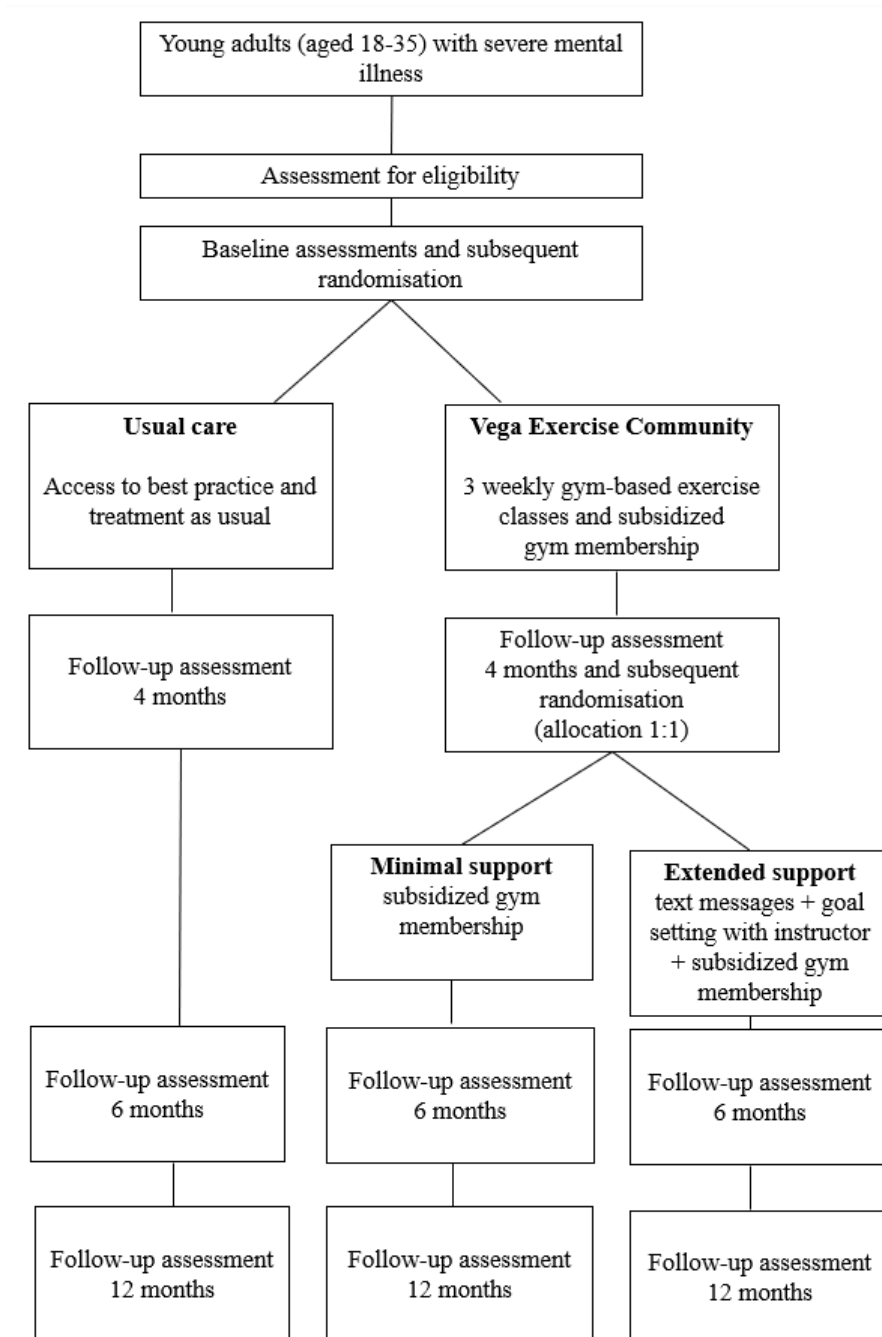 Young adults (aged 18-35) with severe mental
illness
Assessment for eligibility
Baseline assessments and subsequent
randomisation
Usual care
Access to best practice and
treatment as usual
Vega Exercise Community
3 weekly gym-based exercise
classes and subsidized
gym membership
Follow-up assessment
4 months
Follow-up assessment
4 months and subsequent
randomisation
(allocation 1:1)
Minimal support
subsidized gym
membership
Extended support
text messages + goal
setting with instructor
+ subsidized gym
membership
Follow-up assessment
6 months
Follow-up assessment
6 months
Follow-up assessment
6 months
Follow-up assessment
12 months
Follow-up assessment
12 months
Follow-up assessment
12 months